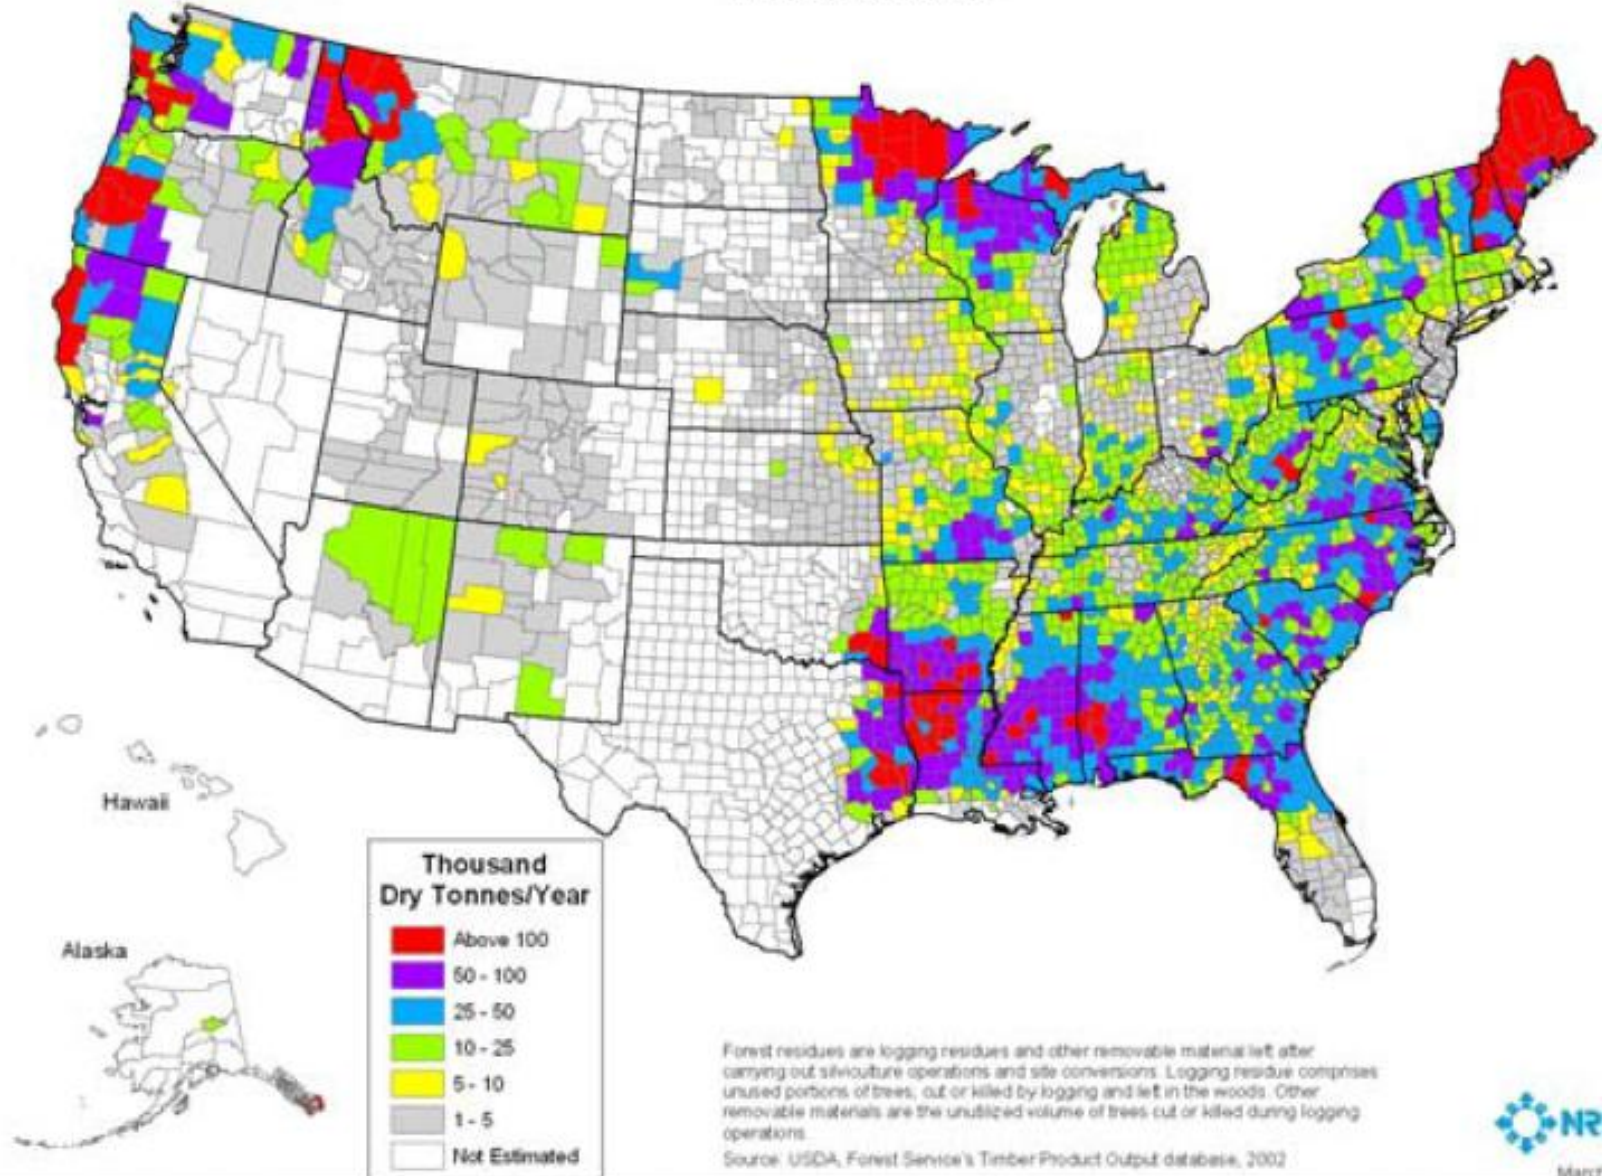 Hawaii
Alaska
Thousand
Dry Tonnes/Year
Above 100
50 - 100
25 - 50
10 - 25
5 - 10
1 - 5
Not Estimated
Forest residues are logging residues and other removable material left after
carrying out silviculture operations and site conversions. Logging residue comprises
unused portions of trees, cut or killed by logging and left in the woods. Other
removable materials are the unutilized volume of trees cut or killed during logging
operations.
Source: USDA, Forest Service's Timber Product Output database, 2002
NR
March